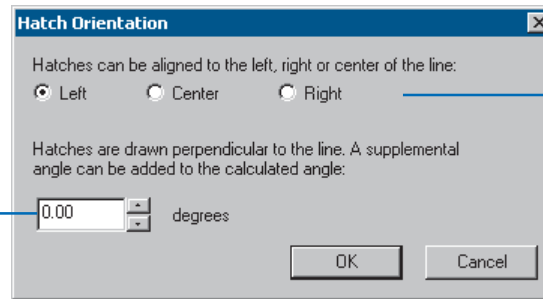 Hatch Orientation
Hatches can be aligned to the left, right or center of the line:
Left Center Right
Hatches are drawn perpendicular to the line. A supplemental
angle can be added to the calculated angle:
0.00 degrees
OK Cancel